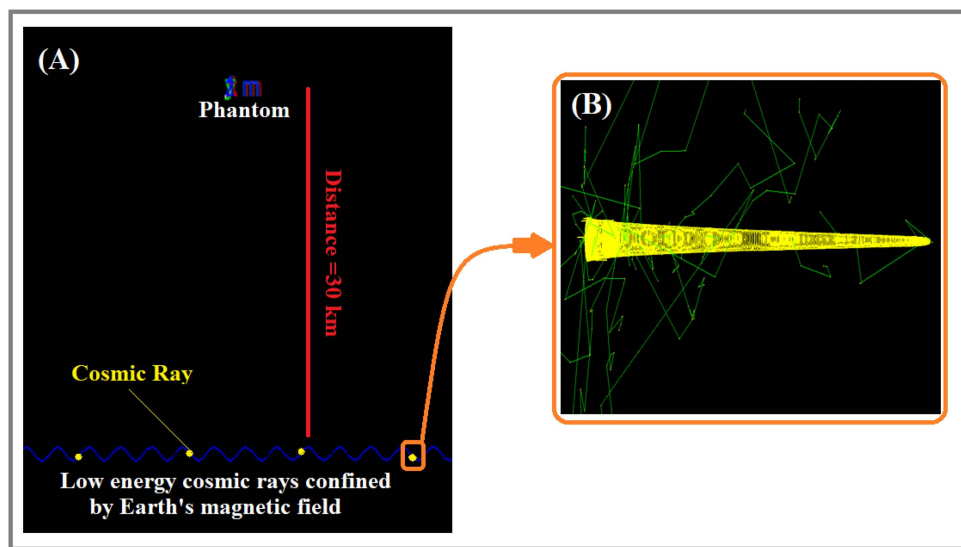 (A)
m
Phantom
Distance =30 km
Cosmic Ray
Low energy cosmic rays confined
by Earth's magnetic field
(B)